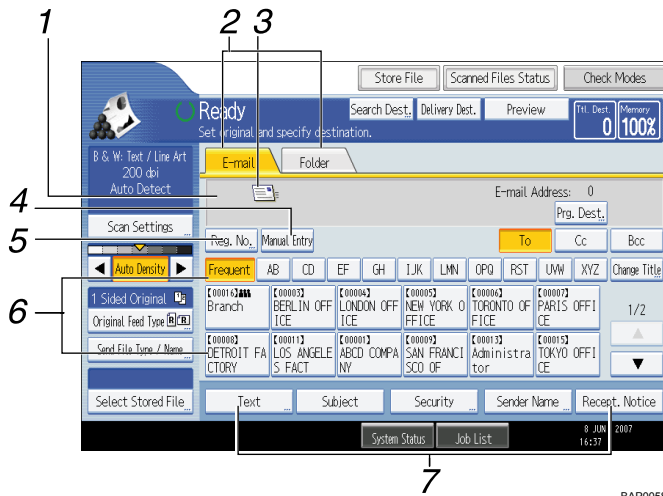 1
2
3
Store File
Scanned Files Status
Check Modes
Ready
Search Dest.
Delivery Dest.
Preview
Ttl. Dest.
0
Memory
100%
Set original and specify destination.
B & W: Text / Line Art
200 dpi
Auto Detect
E-mail
Folder
E-mail Address: 0
Prg. Dest.
4
5
6
Scan Settings
Reg. No.
Manual Entry
To
Cc
Bcc
Auto Density
Frequent
AB
CD
EF
GH
IJK
LMN
OPQ
RST
UVW
XYZ
Change Title
1 Sided Original
Original Feed Type
Send File Type / Name
Select Stored File
【00016】
Branch
【00003】
BERLIN OFF
ICE
【00004】
LONDON OFF
ICE
【00005】
NEW YORK O
FFICE
【00006】
TORONTO OF
FICE
【00007】
PARIS OFFI
CE
1/2
【00008】
DETROIT FA
CTORY
【00011】
LOS ANGELE
S FACT
【00001】
ABCD COMPA
NY
【00009】
SAN FRANCI
SCO OF
【00013】
Administra
tor
【00015】
TOKYO OFFI
CE
Text
Subject
Security
Sender Name
Recept. Notice
System Status
Job List
8 JUN 2007
16:37
7